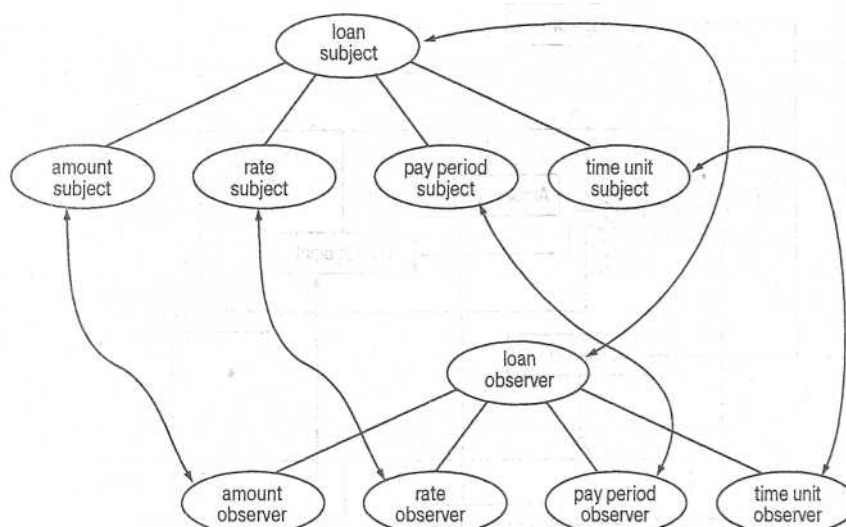 loan
subject
amount
subject
rate
subject
pay period
subject
time unit
subject
loan
observer
amount
observer
rate
observer
pay period
observer
time unit
observer